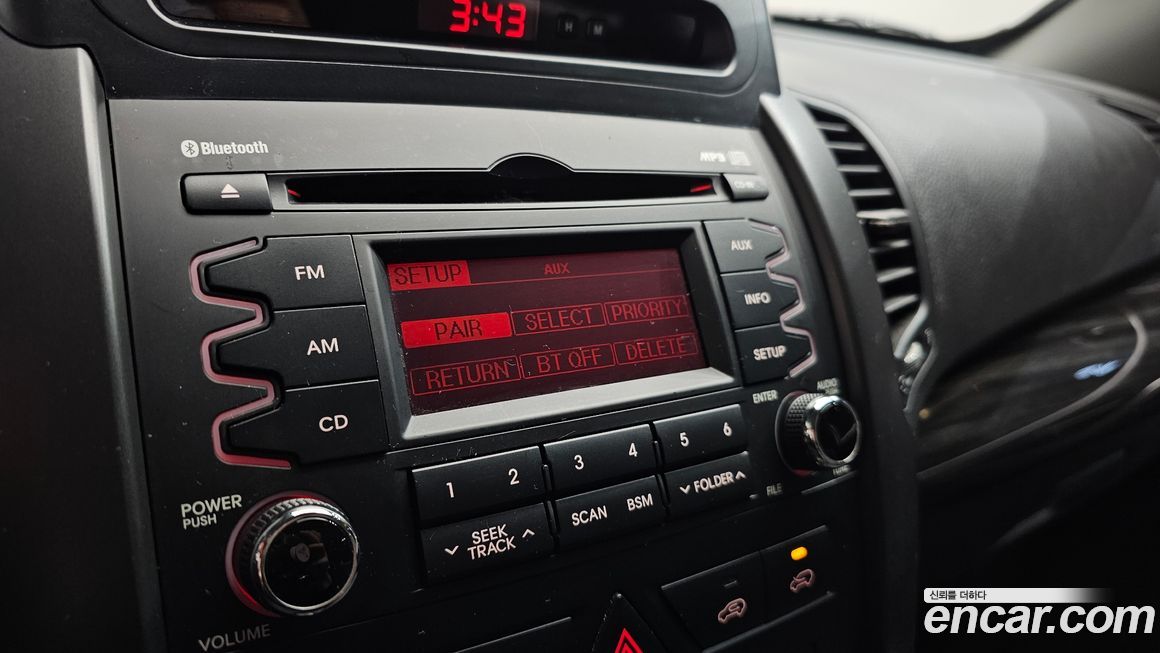 3:43
H M
Bluetooth
MP3
FM
AM
CD
SETUP AUX
PAIR SELECT PRIORITY
RETURN BT OFF DELETE
AUX
INFO
SETUP
ENTER
AUDIO
TUNE
FILE
1 2 3 4 5 6
SEEK
TRACK
SCAN BSM
FOLDER
POWER
PUSH
VOLUME
신뢰를 더하다
encar.com